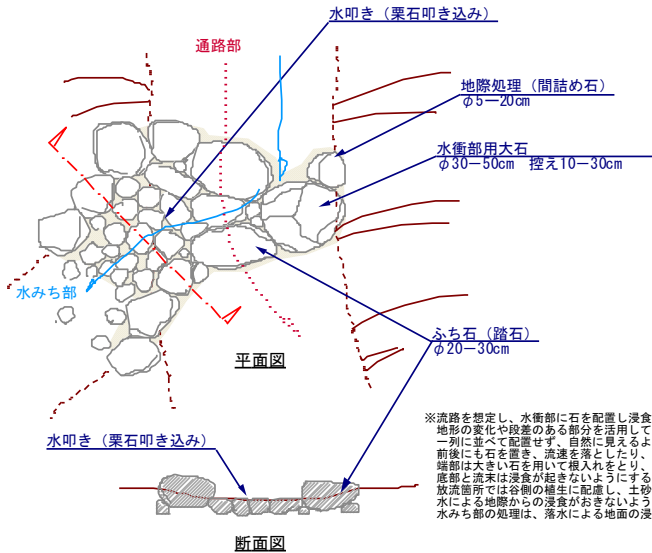 水叩き（栗石叩き込み）
通路部
地際処理（間詰め石）
φ5ー20㎝
水衝部用大石
φ30－50㎝　控え10－30㎝
水みち部
ふち石（踏石）
φ20－30㎝
平面図
水叩き（栗石叩き込み）
断面図
※流路を想定し、水衝部に石を配置し浸食
地形の変化や段差のある部分を活用して
一列に並べて配置せず、自然に見えるよ
前後にも石を置き、流速を落としたり、
端部は大きい石を用いて根入れをとり、
底部と流末は浸食が起きないようにする
放流箇所では谷側の植生に配慮し、土砂
水による地際からの浸食がおきないよう
水みち部の処理は、落水による地面の浸